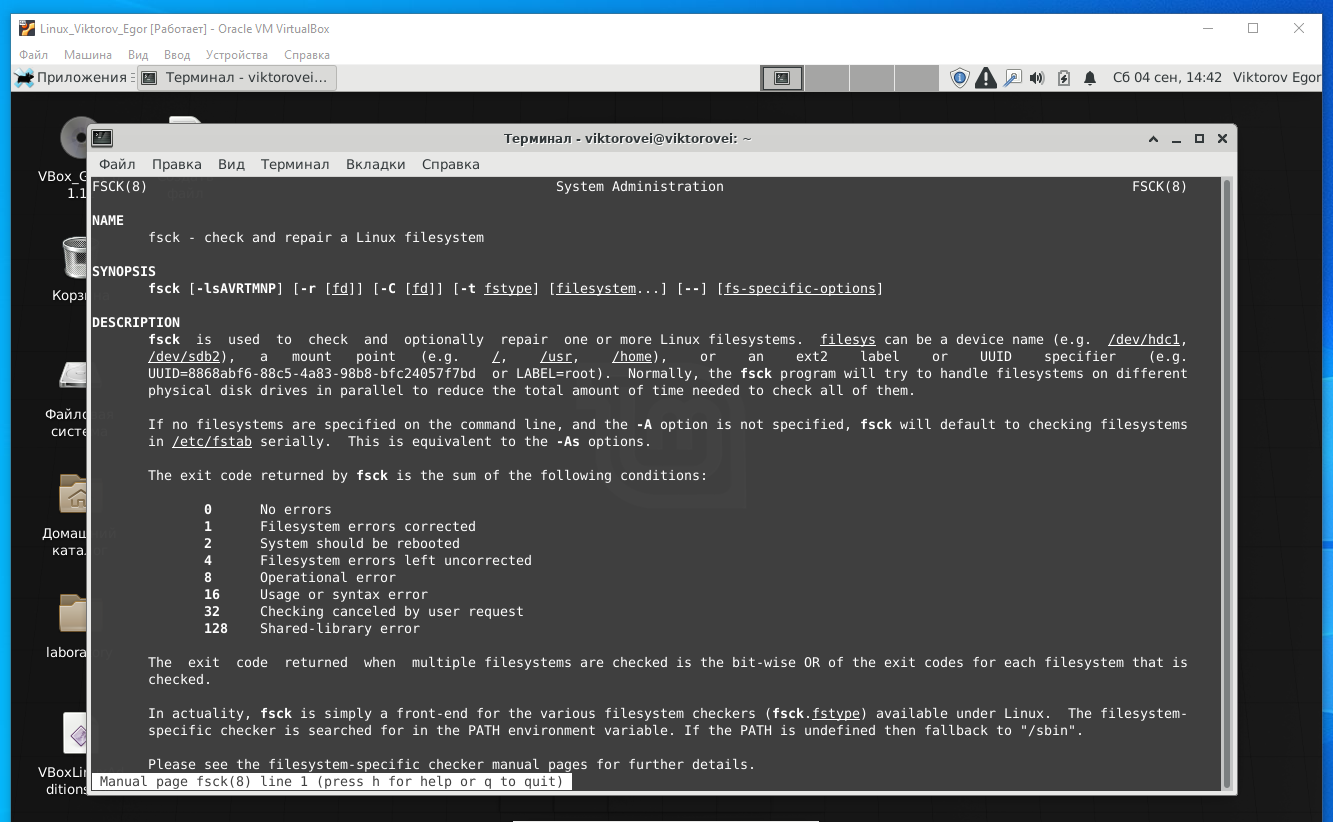 Linux_Viktorov_Egor [Работает] - Oracle VM VirtualBox
Файл Машина Вид Ввод Устройства Справка
Приложения Терминал - viktorovei... Сб 04 сен, 14:42 Viktorov Egor
Терминал - viktorovei@viktorovei: ~
Файл Правка Вид Терминал Вкладки Справка
FSCK(8) System Administration FSCK(8)
NAME
fsck - check and repair a Linux filesystem
SYNOPSIS
fsck [-lsAVRTMNP] [-r [fd]] [-C [fd]] [-t fstype] [filesystem...] [--] [fs-specific-options]
DESCRIPTION
fsck is used to check and optionally repair one or more Linux filesystems. filesys can be a device name (e.g. /dev/hdc1,
/dev/sdb2), a mount point (e.g. /, /usr, /home), or an ext2 label or UUID specifier (e.g.
UUID=8868abf6-88c5-4a83-98b8-bfc24057f7bd or LABEL=root). Normally, the fsck program will try to handle filesystems on different
physical disk drives in parallel to reduce the total amount of time needed to check all of them.
If no filesystems are specified on the command line, and the -A option is not specified, fsck will default to checking filesystems
in /etc/fstab serially. This is equivalent to the -As options.
The exit code returned by fsck is the sum of the following conditions:
0 No errors
1 Filesystem errors corrected
2 System should be rebooted
4 Filesystem errors left uncorrected
8 Operational error
16 Usage or syntax error
32 Checking canceled by user request
128 Shared-library error
The exit code returned when multiple filesystems are checked is the bit-wise OR of the exit codes for each filesystem that is
checked.
In actuality, fsck is simply a front-end for the various filesystem checkers (fsck.fstype) available under Linux. The filesystem-
specific checker is searched for in the PATH environment variable. If the PATH is undefined then fallback to "/sbin".
Please see the filesystem-specific checker manual pages for further details.
Manual page fsck(8) line 1 (press h for help or q to quit)
VBox_G
1.1
Корз
Файло
систе
Домаш
ката
labora
VBoxLin
ditions